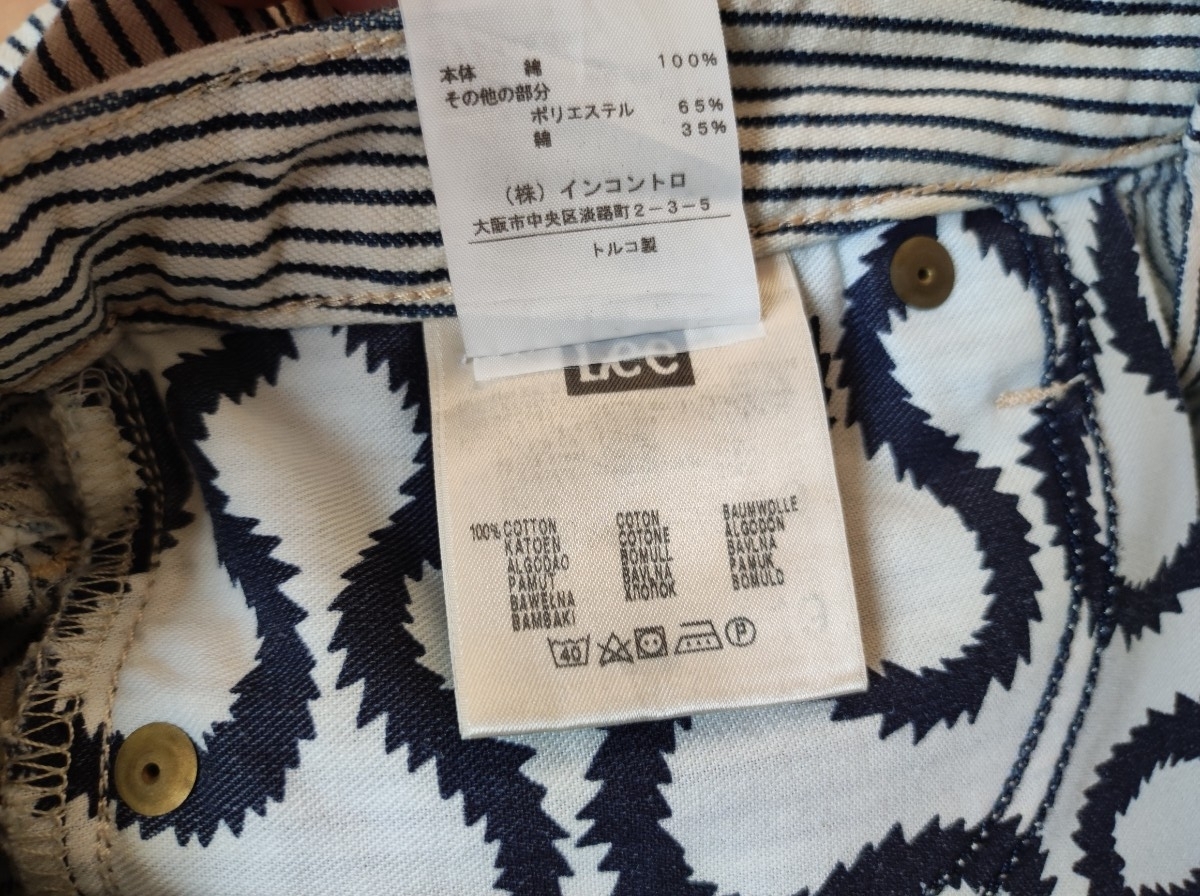 本体 綿 100%
その他の部分
ポリエステル 65%
綿 35%
(株)インコントロ
大阪市中央区淡路町2-3-5
トルコ製
Lee
100% COTTON COTON BAUMWOLLE
KATOEN COTONE ALGODON
ALGODAO BOMULL BAVLNA
PAMUT BAVLNA PAMUK
BAWEŁNA ХЛОПОК BOMULD
BAMBAKI
40 P